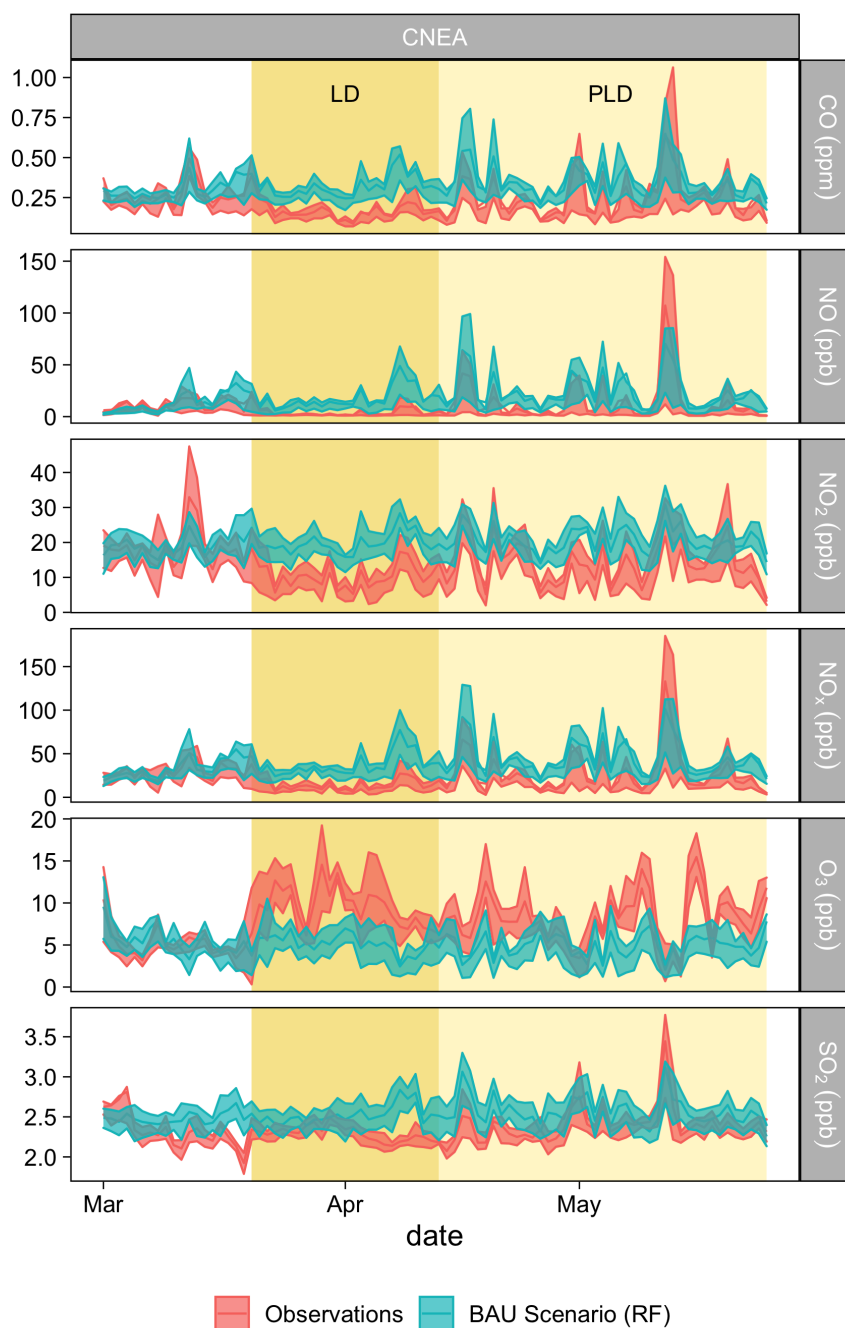 CNEA
LD
PLD
1.00
0.75
0.50
0.25
CO (ppm)
150
100
50
0
NO (ppb)
40
30
20
10
0
NO₂ (ppb)
150
100
50
0
NOₓ (ppb)
20
15
10
5
0
O₃ (ppb)
3.5
3.0
2.5
2.0
SO₂ (ppb)
Mar Apr May
date
Observations BAU Scenario (RF)